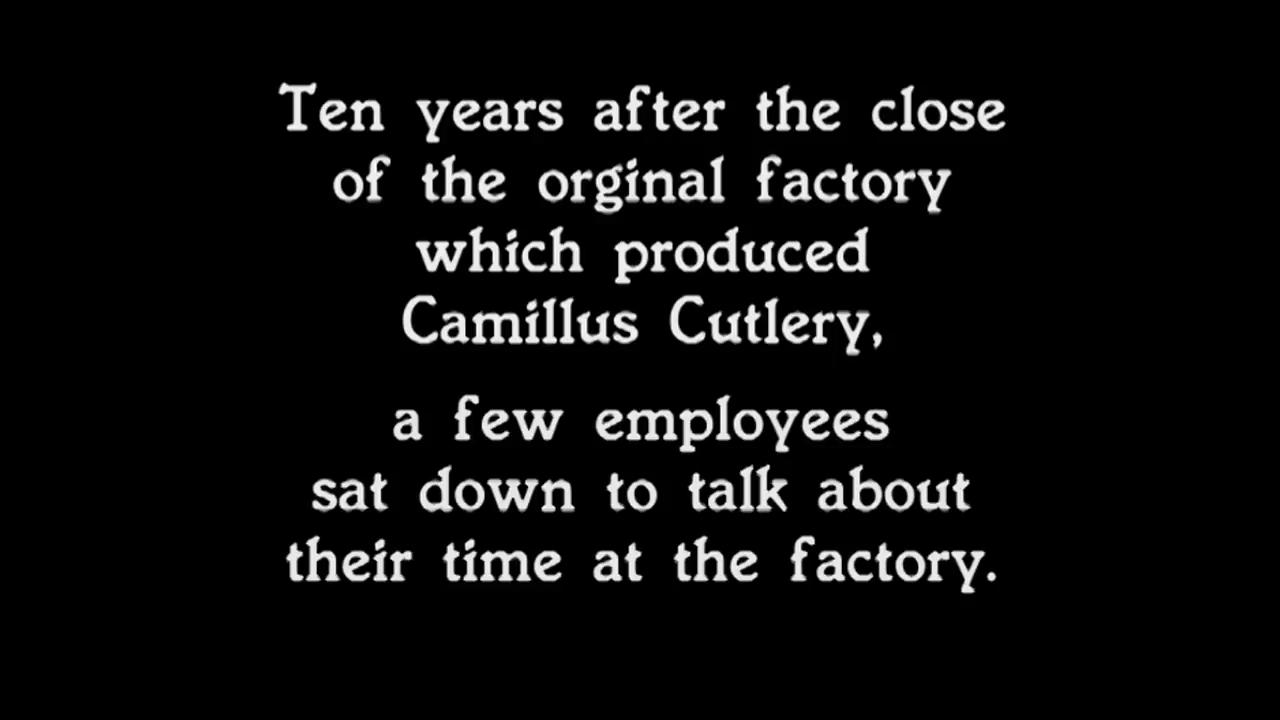 Ten years after the close
of the orginal factory
which produced
Camillus Cutlery,
a few employees
sat down to talk about
their time at the factory.